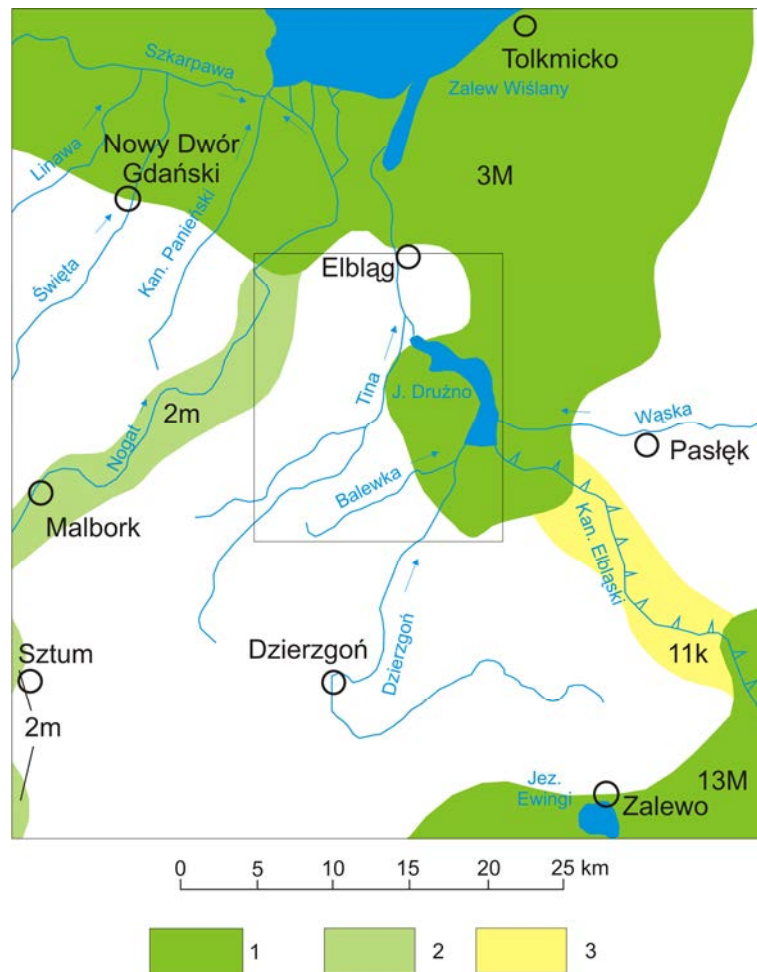 Tolkmicko
Szkarpawa
Zalew Wiślany
Linawa
Nowy Dwór
Gdański
Kan. Panieński
3M
Święta
Elbląg
Tina
J. Drużno
2m
Nogat
Wąska
Pasłęk
Balewka
Malbork
Kan. Elbląski
Sztum
Dzierzgoń
Dzierzgoń
11k
2m
Jez.
Ewingi
13M
Zalewo
0 5 10 15 20 25 km
1 2 3